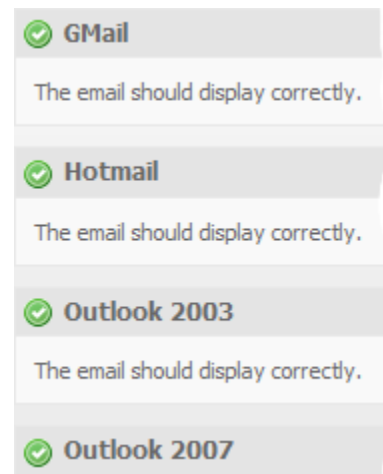 GMail
The email should display correctly.
Hotmail
The email should display correctly.
Outlook 2003
The email should display correctly.
Outlook 2007